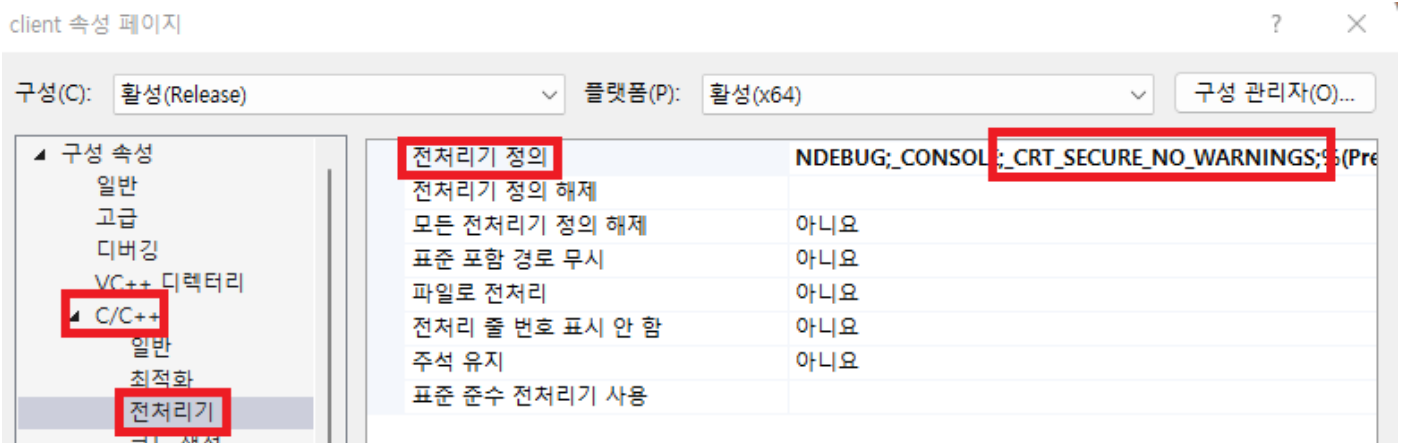 client 속성 페이지
구성(C): 활성(Release) 플랫폼(P): 활성(x64) 구성 관리자(O)...
구성 속성
일반
고급
디버깅
VC++ 디렉터리
C/C++
일반
최적화
전처리기
전처리기 정의 NDEBUG;_CONSOLE;_CRT_SECURE_NO_WARNINGS;%(Pre
전처리기 정의 해제
모든 전처리기 정의 해제 아니요
표준 포함 경로 무시 아니요
파일로 전처리 아니요
전처리 줄 번호 표시 안 함 아니요
주석 유지 아니요
표준 준수 전처리기 사용